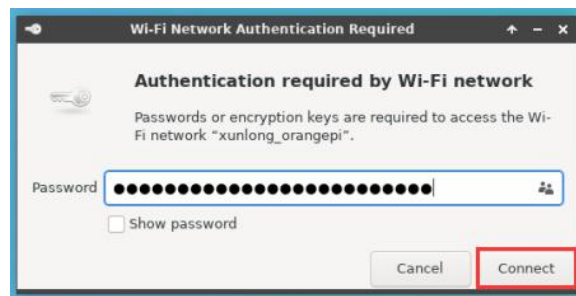 Wi-Fi Network Authentication Required
Authentication required by Wi-Fi network
Passwords or encryption keys are required to access the Wi-
Fi network “xunlong_orangepi”.
Password ●●●●●●●●●●●●●●●●●●●●●●●●●●
Show password
Cancel Connect